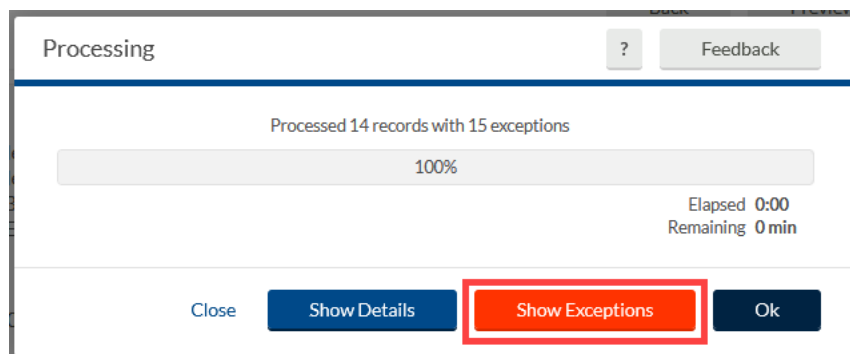 Processing
?
Feedback
Processed 14 records with 15 exceptions
100%
Elapsed 0:00
Remaining 0 min
Close
Show Details
Show Exceptions
Ok